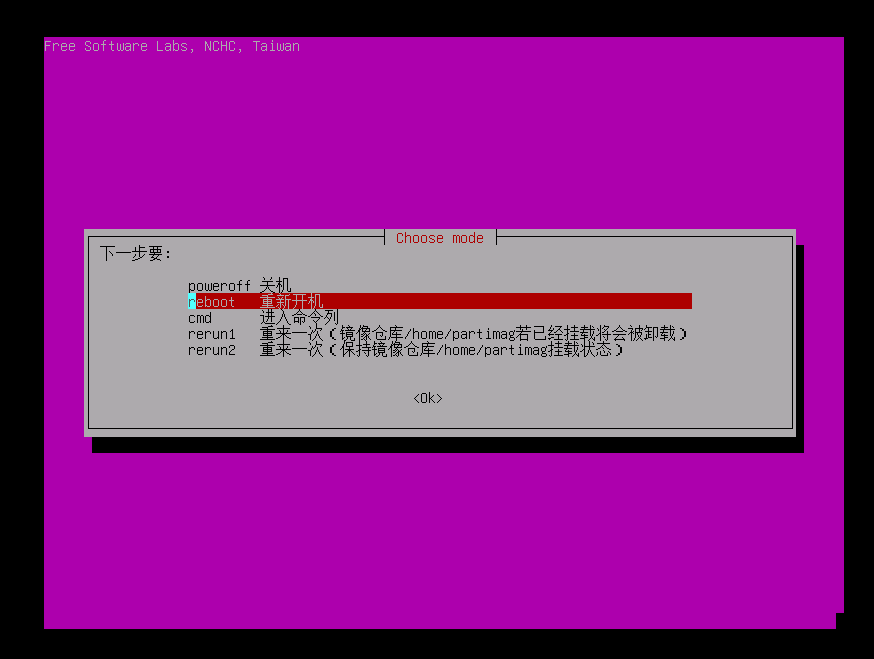 Free Software Labs, NCHC, Taiwan
Choose mode
下一步要:
poweroff 关机
reboot 重新开机
cmd 进入命令列
rerun1 重来一次(镜像仓库/home/partimag若已经挂载将会被卸载)
rerun2 重来一次(保持镜像仓库/home/partimag挂载状态)
<Ok>